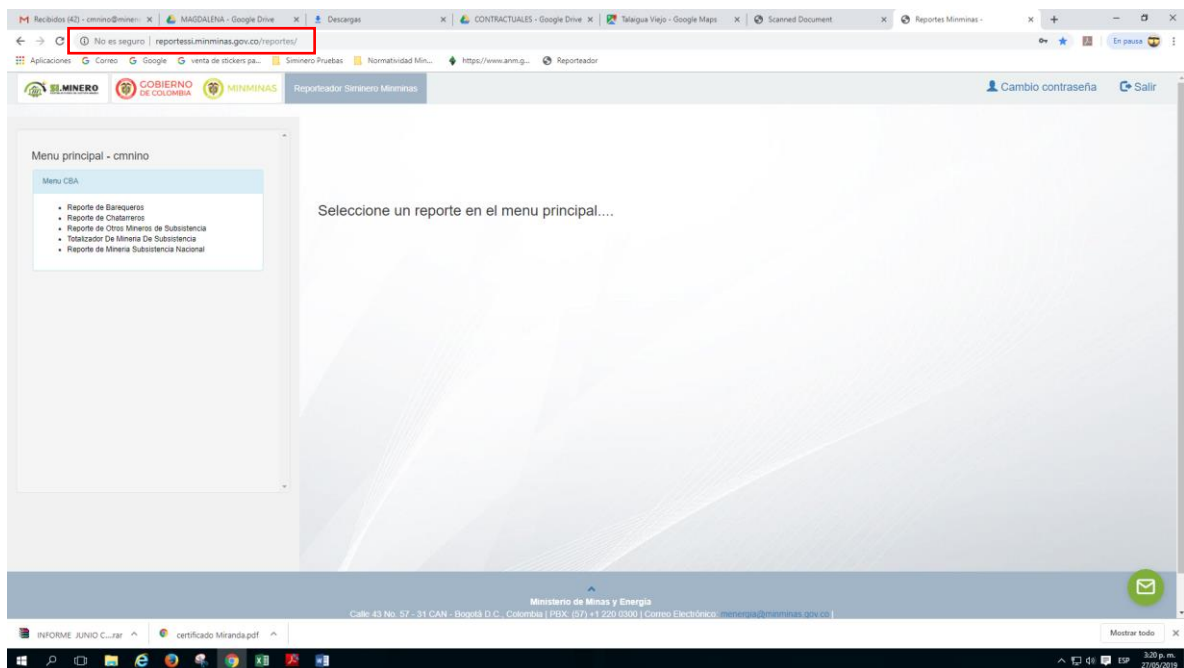 Recibidos (42) - cmnino@miner
MAGDALENA - Google Drive
Descargas
CONTRACTUALES - Google Drive
Talaigua Viejo - Google Maps
Scanned Document
Reportes Minminas -
No es seguro | reportessi.minminas.gov.co/reportes/
En pausa
Aplicaciones
Correo
Google
venta de stickers pa...
Siminero Pruebas
Normatividad Min...
https://www.anm.g...
Reporteador
SI.MINERO
GOBIERNO
DE COLOMBIA
MINMINAS
Reporteador Siminero Minminas
Cambio contraseña
Salir
Menu principal - cmnino
Menu CBA
Reporte de Barequeros
Reporte de Chatarreros
Reporte de Otros Mineros de Subsistencia
Totalizador De Mineria De Subsistencia
Reporte de Mineria Subsistencia Nacional
Seleccione un reporte en el menu principal....
Ministerio de Minas y Energía
Calle 43 No. 57 - 31 CAN - Bogotá D.C., Colombia | PBX: (57) +1 220 0300 | Correo Electrónico: menergia@minminas.gov.co |
INFORME JUNIO C....rar
certificado Miranda.pdf
Mostrar todo
ESP
3:20 p. m.
27/05/2019